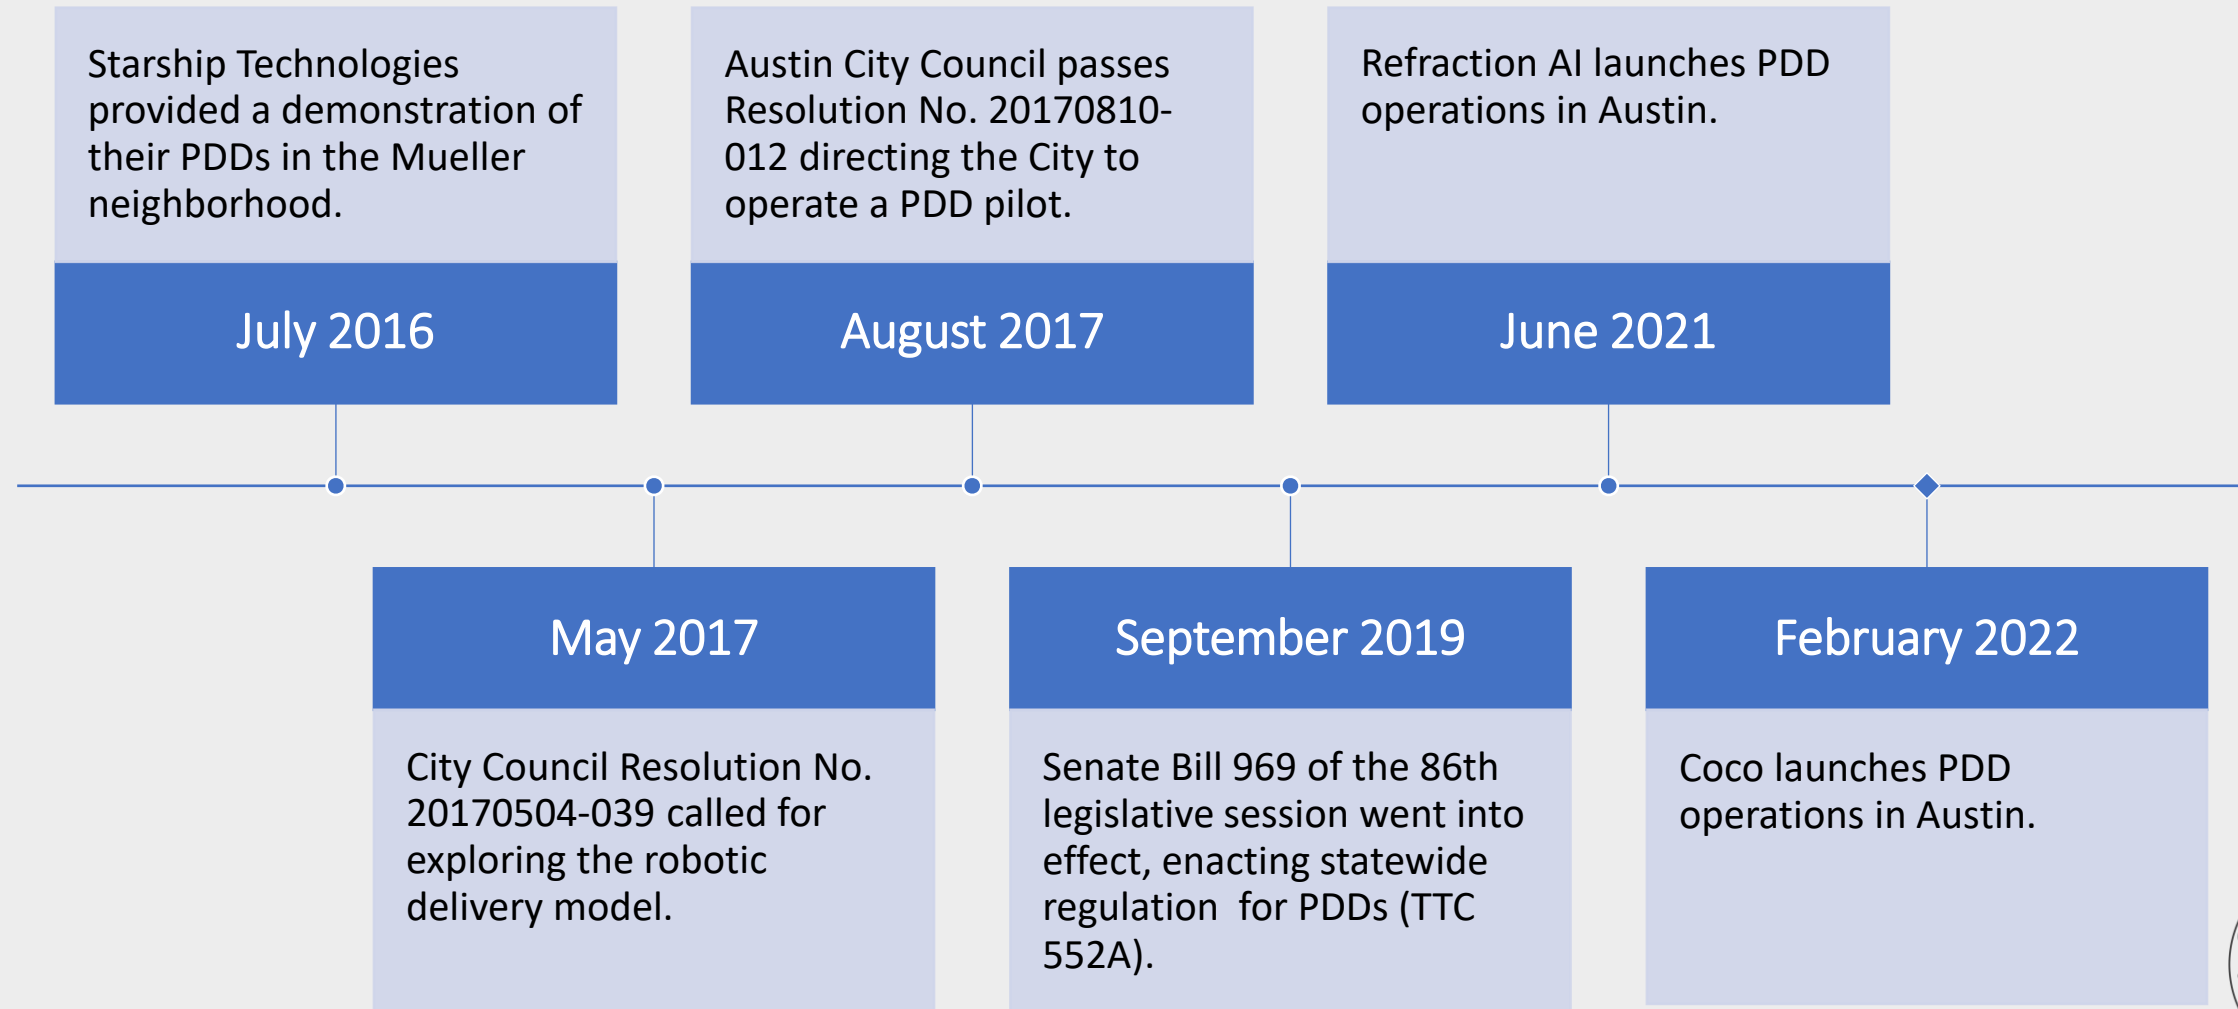 Starship Technologies
provided a demonstration of
their PDDs in the Mueller
neighborhood.
July 2016
May 2017
City Council Resolution No.
20170504-039 called for
exploring the robotic
delivery model.
Austin City Council passes
Resolution No. 20170810-
012 directing the City to
operate a PDD pilot.
August 2017
September 2019
Senate Bill 969 of the 86th
legislative session went into
effect, enacting statewide
regulation  for PDDs (TTC
552A).
Refraction AI launches PDD
operations in Austin.
June 2021
February 2022
Coco launches PDD
operations in Austin.